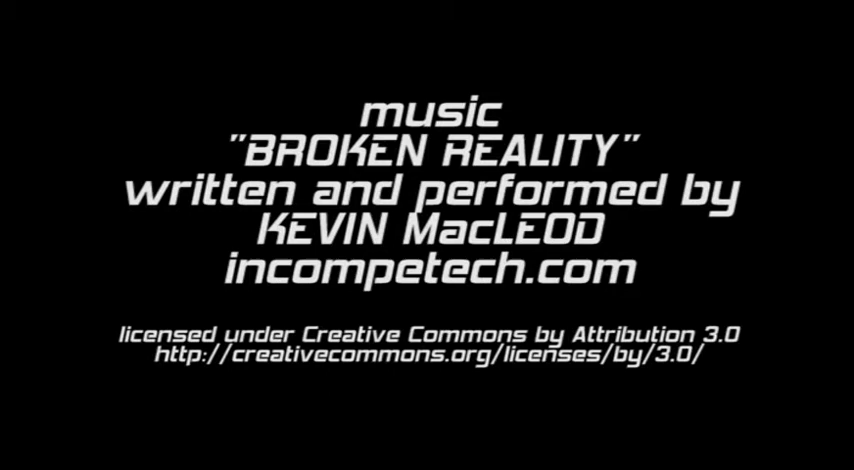 music
"BROKEN REALITY"
written and performed by
KEVIN MacLEOD
incompetech.com
licensed under Creative Commons by Attribution 3.0
http://creativecommons.org/licenses/by/3.0/